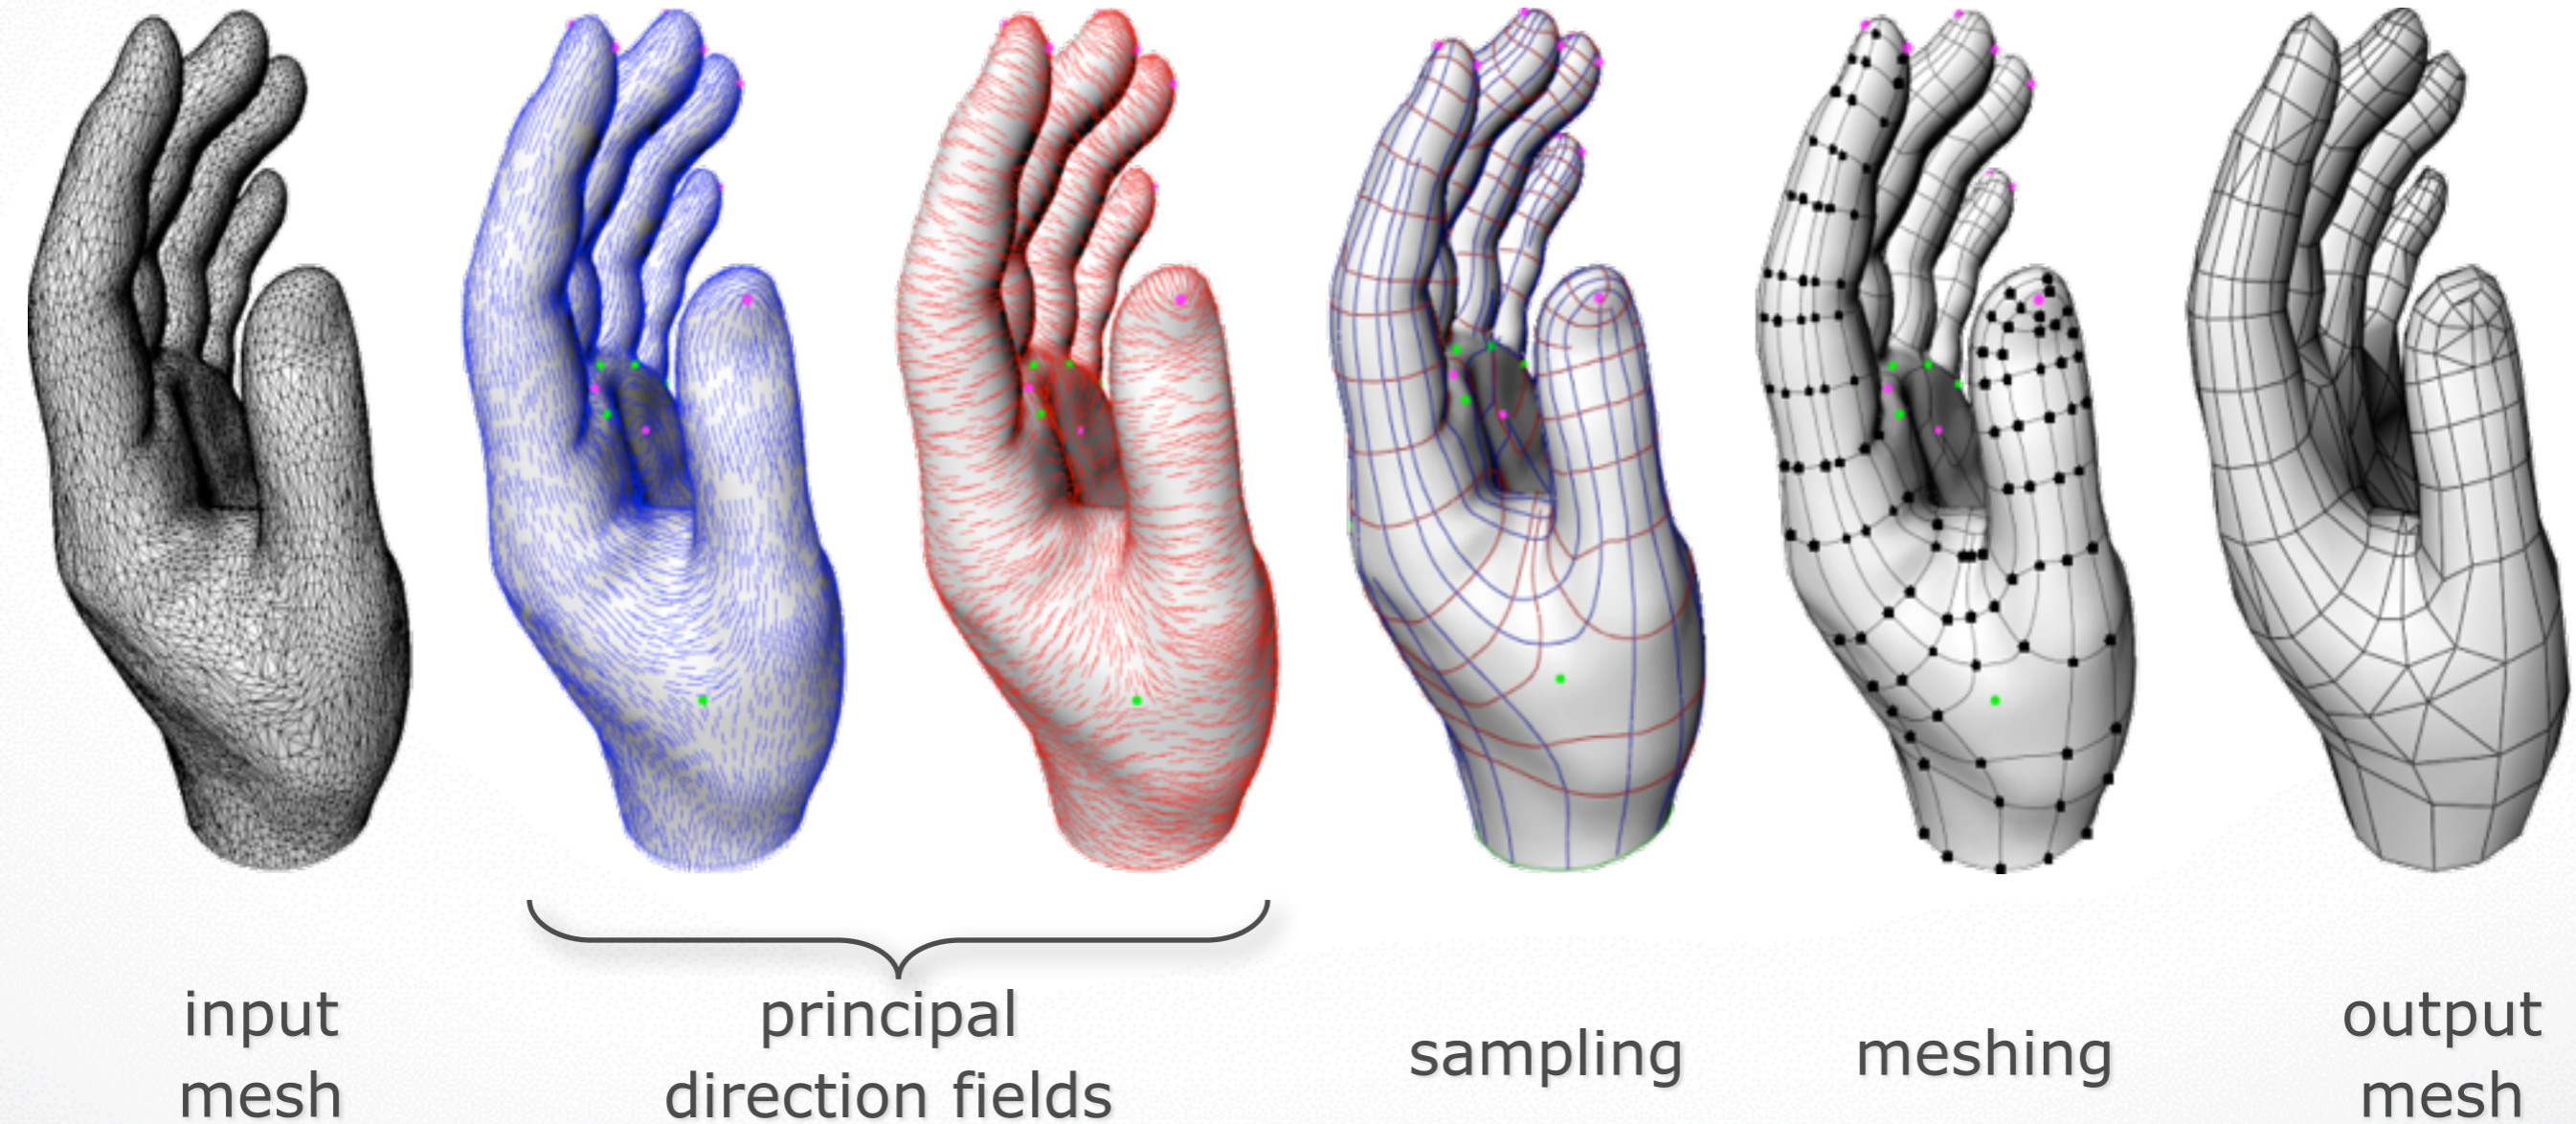 input
mesh
principal
direction fields
sampling
meshing
output
mesh